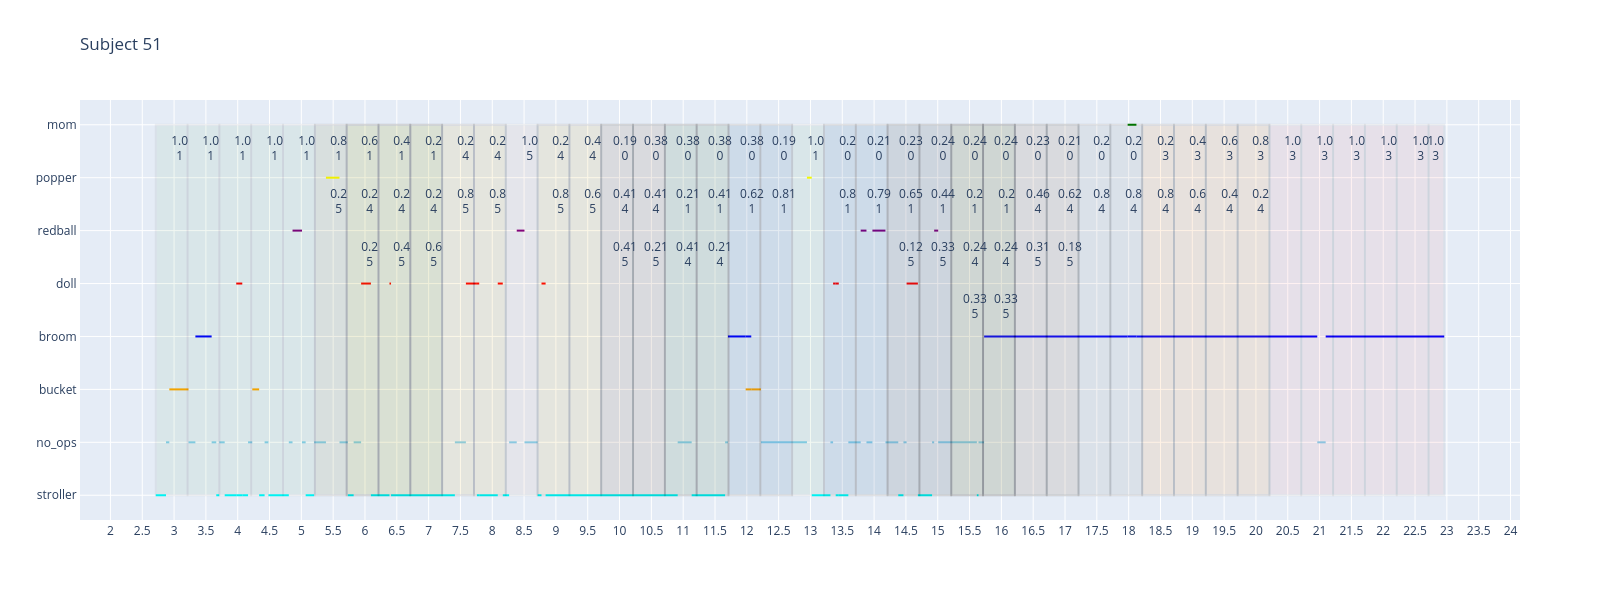 Subject 51
mom
1.0 1.0 1.0 1.0 1.0 0.8 0.6 0.4 0.2 0.2 0.2 1.0 0.2 0.4 0.19 0.38 0.38 0.38 0.38 0.19 1.0 0.2 0.21 0.23 0.24 0.24 0.24 0.23 0.21 0.2 0.2 0.2 0.4 0.6 0.8 1.0 1.0 1.0 1.0 1.0 1.0
1 1 1 1 1 1 1 1 1 4 4 5 4 4 0 0 0 0 0 0 1 0 0 0 0 0 0 0 0 0 0 3 3 3 3 3 3 3 3 3
popper
0.2 0.2 0.2 0.2 0.8 0.8 0.8 0.6 0.41 0.41 0.21 0.41 0.62 0.81 0.8 0.79 0.65 0.44 0.2 0.2 0.46 0.62 0.8 0.8 0.8 0.6 0.4 0.2
5 4 4 4 5 5 5 5 4 4 1 1 1 1 1 1 1 1 1 1 4 4 4 4 4 4 4 4
redball
0.2 0.4 0.6 0.41 0.21 0.41 0.21 0.12 0.33 0.24 0.24 0.31 0.18
5 5 5 5 5 4 4 5 5 4 4 5 5
doll
0.33 0.33
5 5
broom
bucket
no_ops
stroller
2 2.5 3 3.5 4 4.5 5 5.5 6 6.5 7 7.5 8 8.5 9 9.5 10 10.5 11 11.5 12 12.5 13 13.5 14 14.5 15 15.5 16 16.5 17 17.5 18 18.5 19 19.5 20 20.5 21 21.5 22 22.5 23 23.5 24